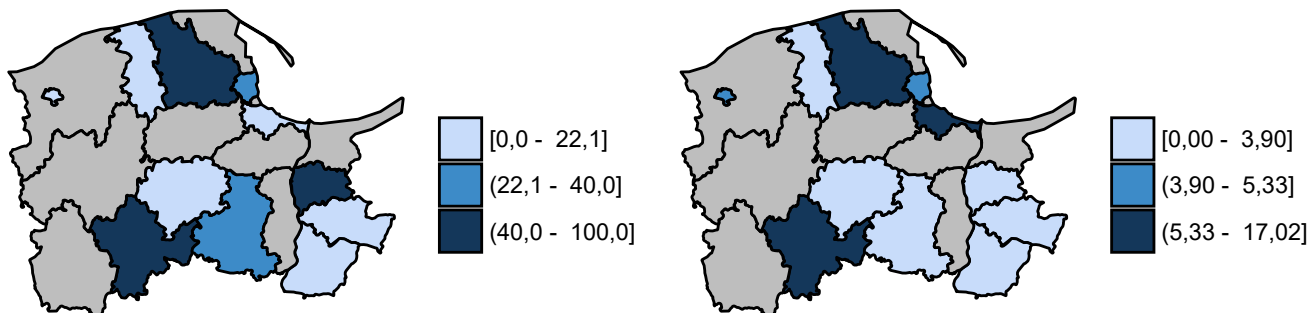 [0,0 - 22,1]
(22,1 - 40,0]
(40,0 - 100,0]
[0,00 - 3,90]
(3,90 - 5,33]
(5,33 - 17,02]